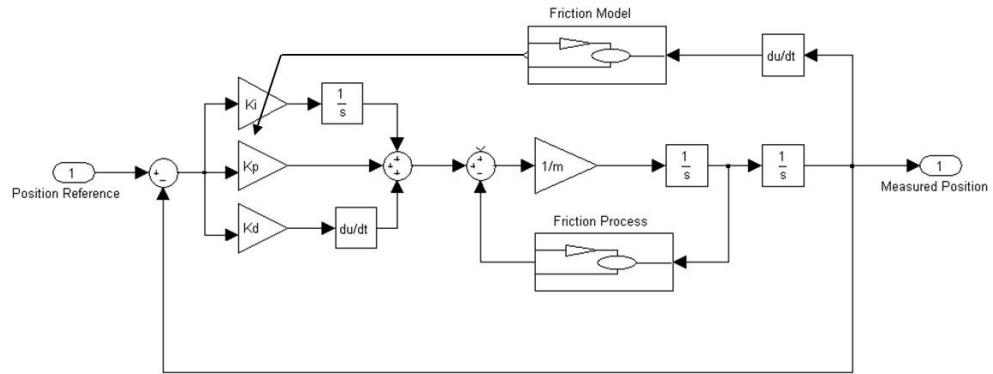 Friction Model
du/dt
Ki
1
s
1
Position Reference
+
−
Kp
+
+
+
+
−
1/m
1
s
1
s
1
Measured Position
Kd
du/dt
Friction Process